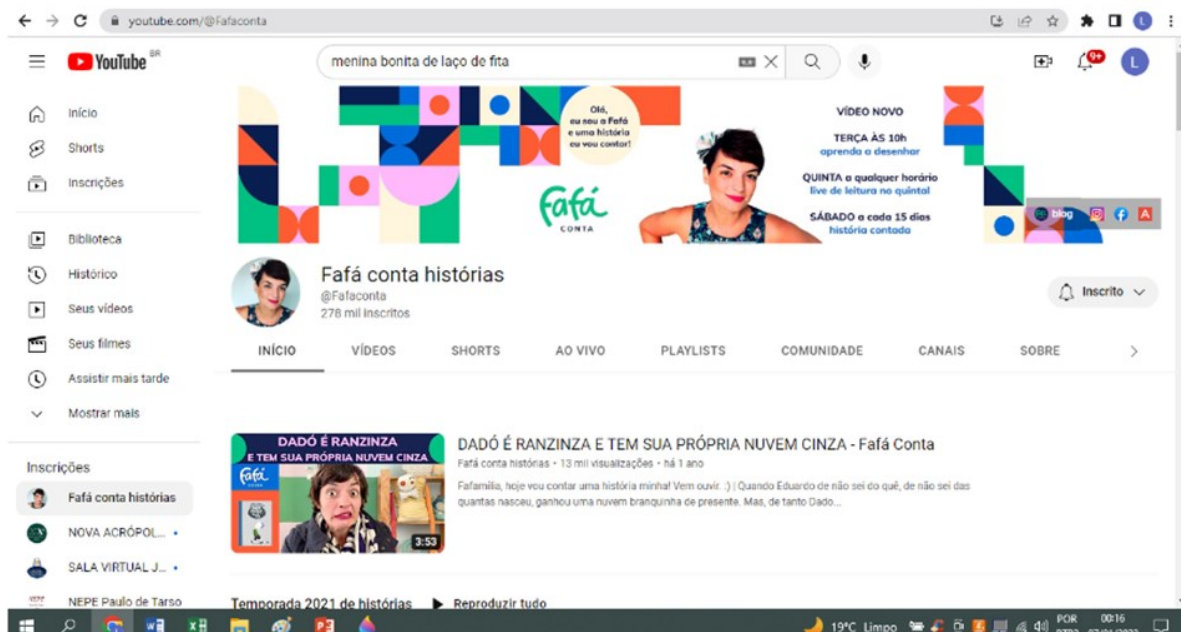 youtube.com/@Fafaconta
YouTube BR
menina bonita de laço de fita
9+
L
Início
Shorts
Inscrições
Biblioteca
Histórico
Seus vídeos
Seus filmes
Assistir mais tarde
Mostrar mais
Inscrições
Fafá conta histórias
NOVA ACRÓPOL...
SALA VIRTUAL J...
NEPE Paulo de Tarso
Olá,
eu sou a Fafá
e uma história
eu vou contar!
Fafá
CONTA
VÍDEO NOVO
TERÇA ÀS 10h
aprenda a desenhar
QUINTA a qualquer horário
live de leitura no quintal
SÁBADO a cada 15 dias
história contada
blog
Fafá conta histórias
@Fafaconta
278 mil inscritos
Inscrito
INÍCIO VÍDEOS SHORTS AO VIVO PLAYLISTS COMUNIDADE CANAIS SOBRE
DADÓ É RANZINZA
E TEM SUA PRÓPRIA NUVEM CINZA
Fafá
3:53
DADÓ É RANZINZA E TEM SUA PRÓPRIA NUVEM CINZA - Fafá Conta
Fafá conta histórias • 13 mil visualizações • há 1 ano
Fafamília, hoje vou contar uma história minha! Vem ouvir. :) | Quando Eduardo de não sei do quê, de não sei das
quantas nasceu, ganhou uma nuvem branquinha de presente. Mas, de tanto Dado...
Temporada 2021 de histórias Reproduzir tudo
19°C Limpo
POR
00:16